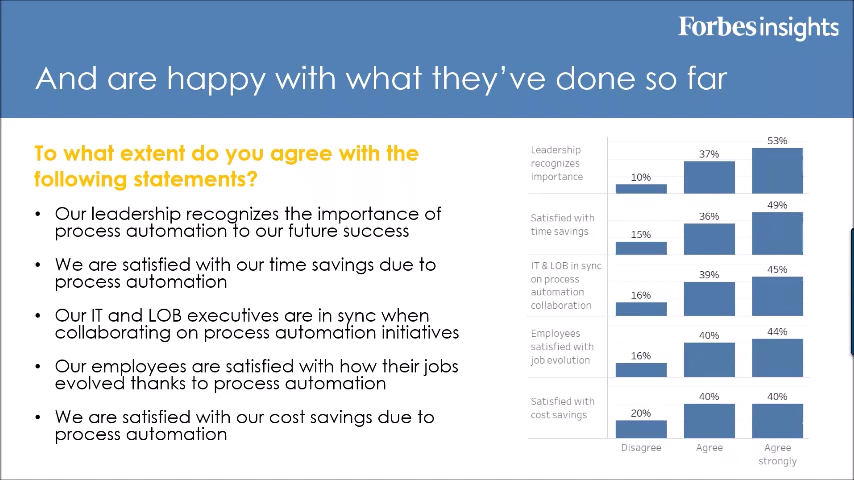 Forbes insights
And are happy with what they've done so far
To what extent do you agree with the
following statements?
• Our leadership recognizes the importance of
process automation to our future success
• We are satisfied with our time savings due to
process automation
• Our IT and LOB executives are in sync when
collaborating on process automation initiatives
• Our employees are satisfied with how their jobs
evolved thanks to process automation
• We are satisfied with our cost savings due to
process automation
Leadership
recognizes
importance
10%
37%
53%
Satisfied with
time savings
15%
36%
49%
IT & LOB in sync
on process
automation
collaboration
16%
39%
45%
Employees
satisfied with
job evolution
16%
40%
44%
Satisfied with
cost savings
20%
40%
40%
Disagree
Agree
Agree
strongly